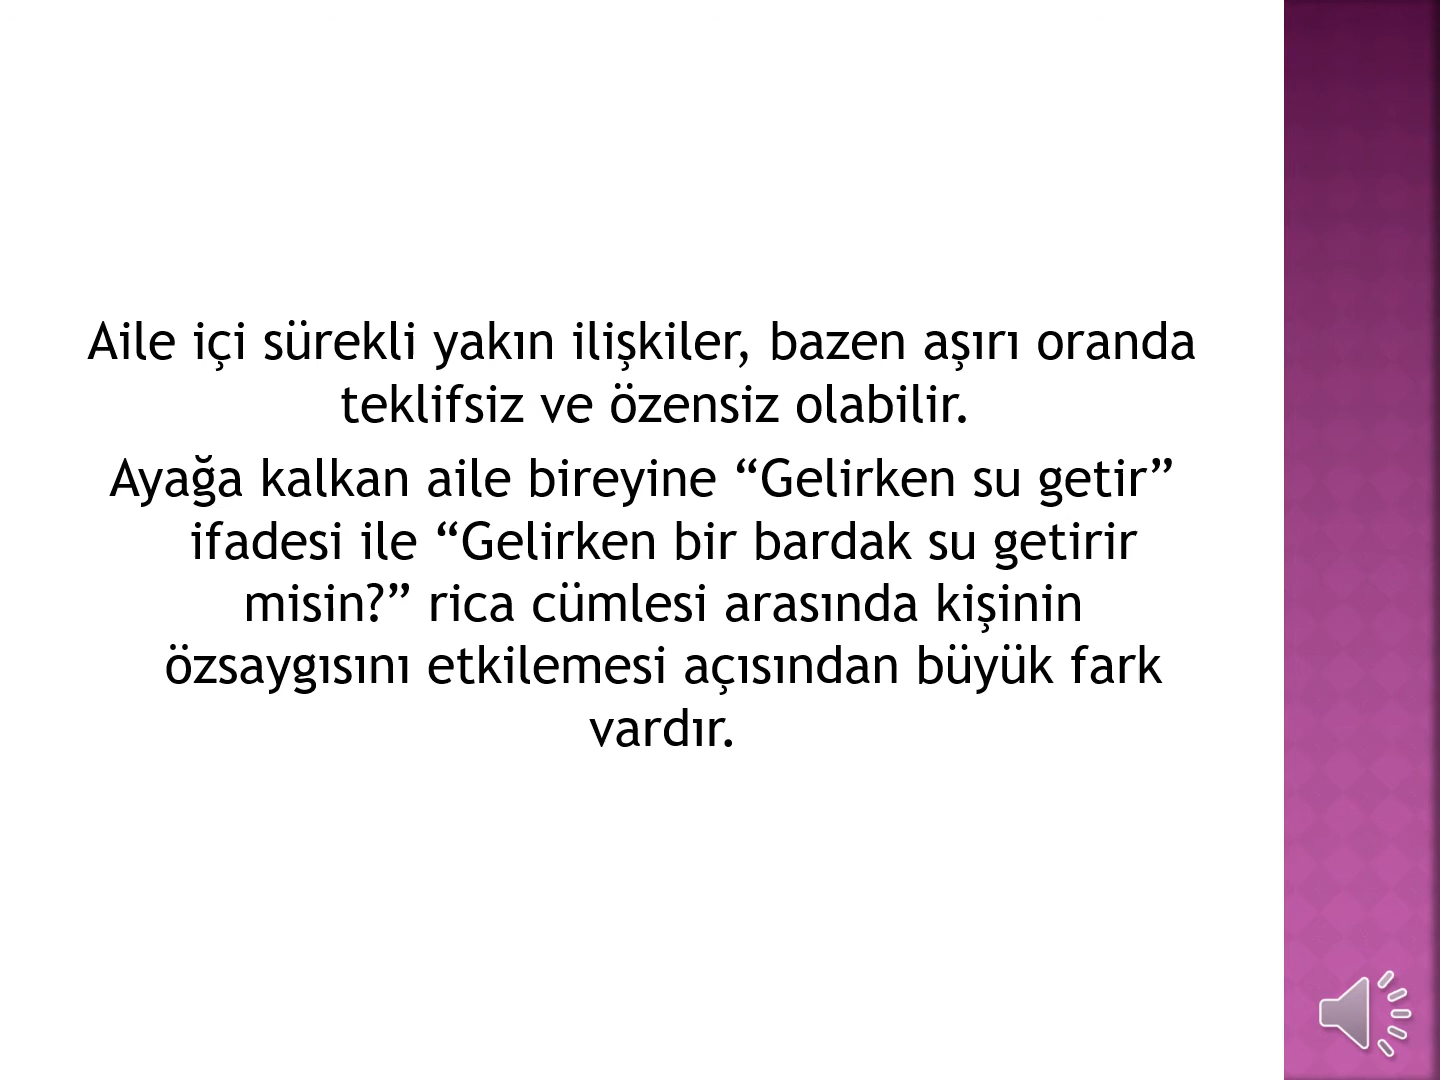 Aile içi sürekli yakın ilişkiler, bazen aşırı oranda
teklifsiz ve özensiz olabilir.
Ayağa kalkan aile bireyine “Gelirken su getir”
ifadesi ile “Gelirken bir bardak su getirir
misin?” rica cümlesi arasında kişinin
özsaygısını etkilemesi açısından büyük fark
vardır.